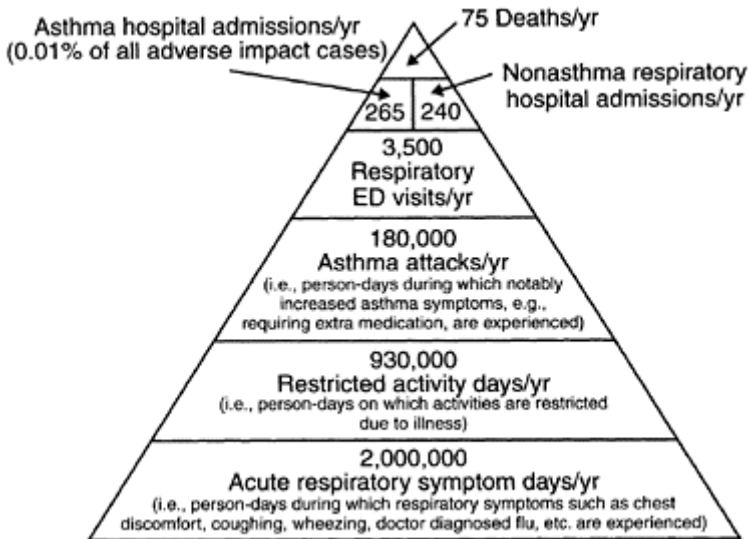 Asthma hospital admissions/yr
(0.01% of all adverse impact cases)
75 Deaths/yr
Nonasthma respiratory
hospital admissions/yr
265 240
3,500
Respiratory
ED visits/yr
180,000
Asthma attacks/yr
(i.e., person-days during which notably
increased asthma symptoms, e.g.,
requiring extra medication, are experienced)
930,000
Restricted activity days/yr
(i.e., person-days on which activities are restricted
due to illness)
2,000,000
Acute respiratory symptom days/yr
(i.e., person-days during which respiratory symptoms such as chest
discomfort, coughing, wheezing, doctor diagnosed flu, etc. are experienced)